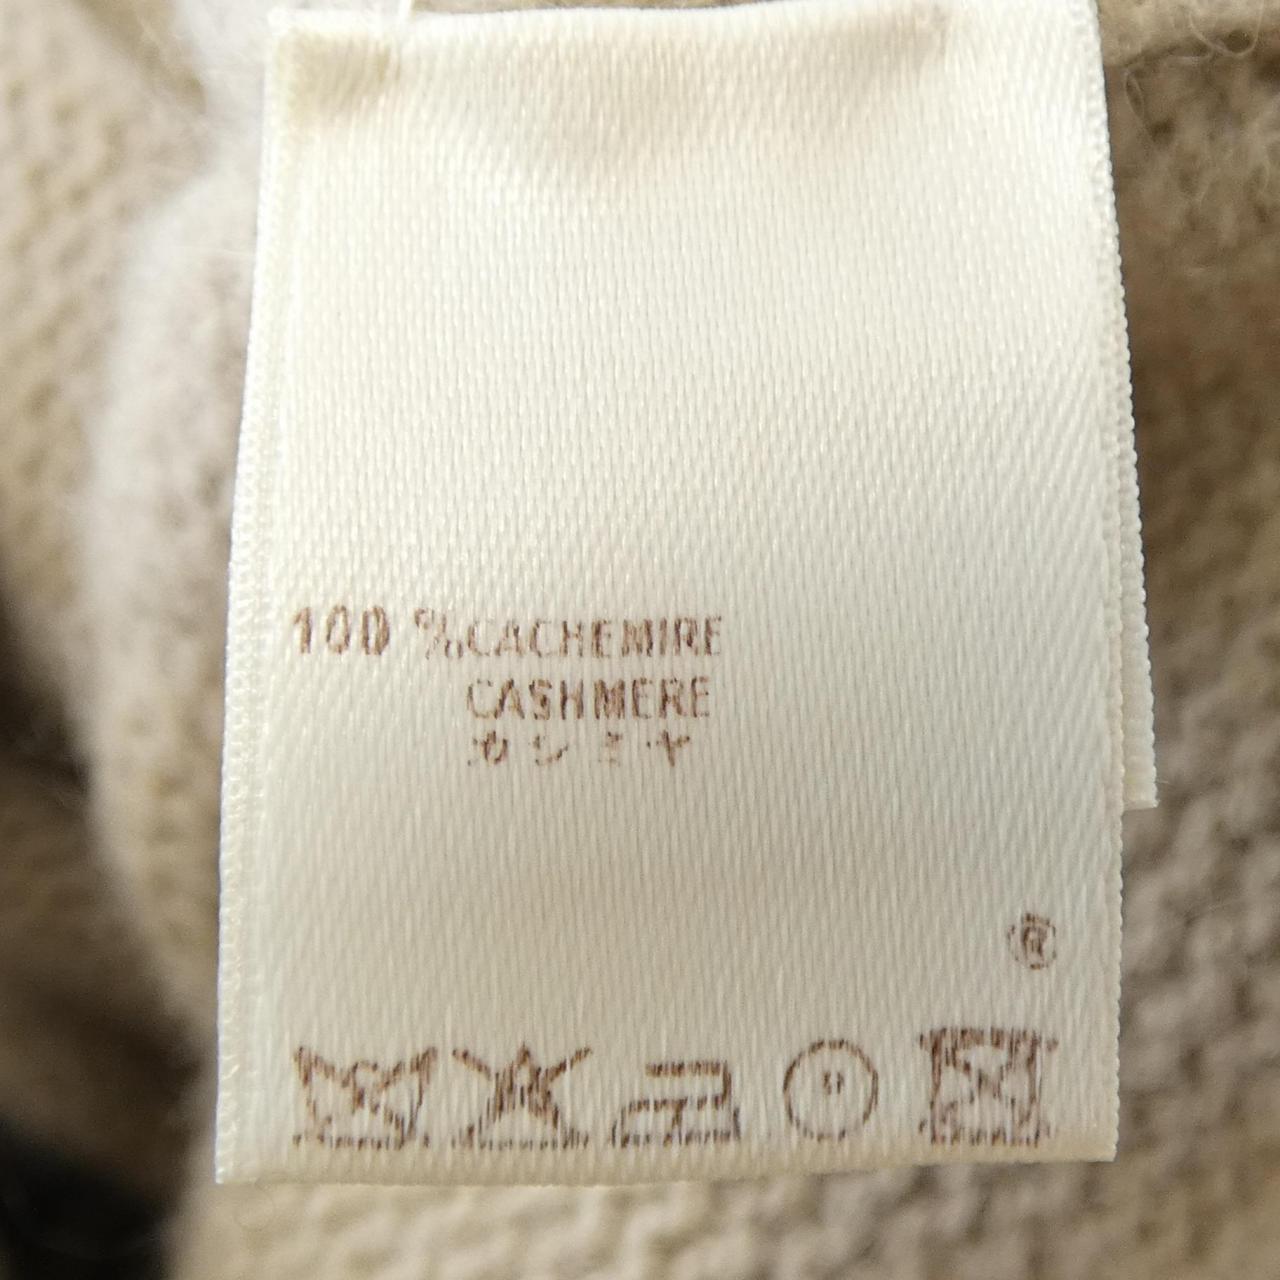 100 %CACHEMIRE
CASHMERE
カシミヤ
®